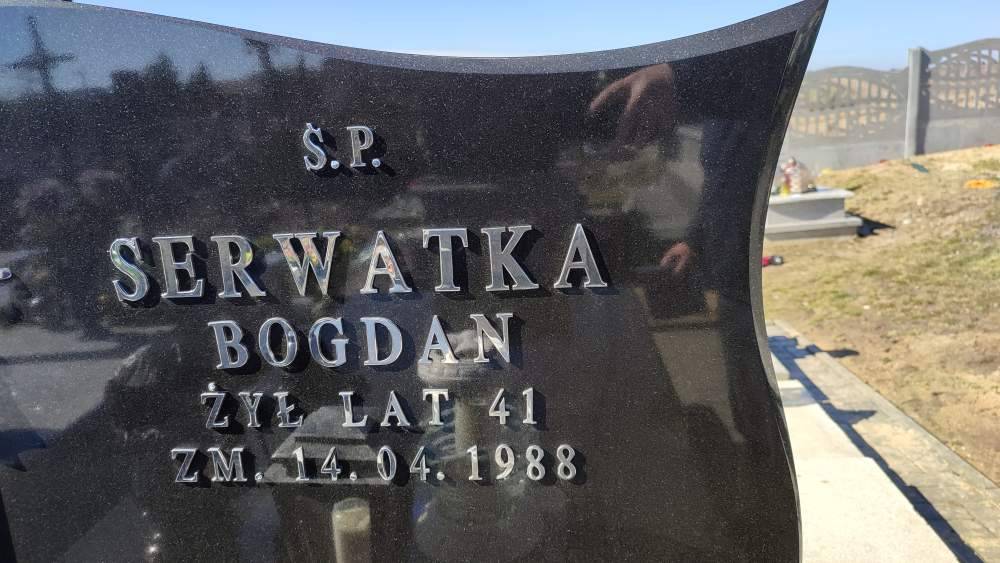 Ś.P.
SERWATKA
BOGDAN
ŻYŁ LAT 41
ZM. 14.04.1988